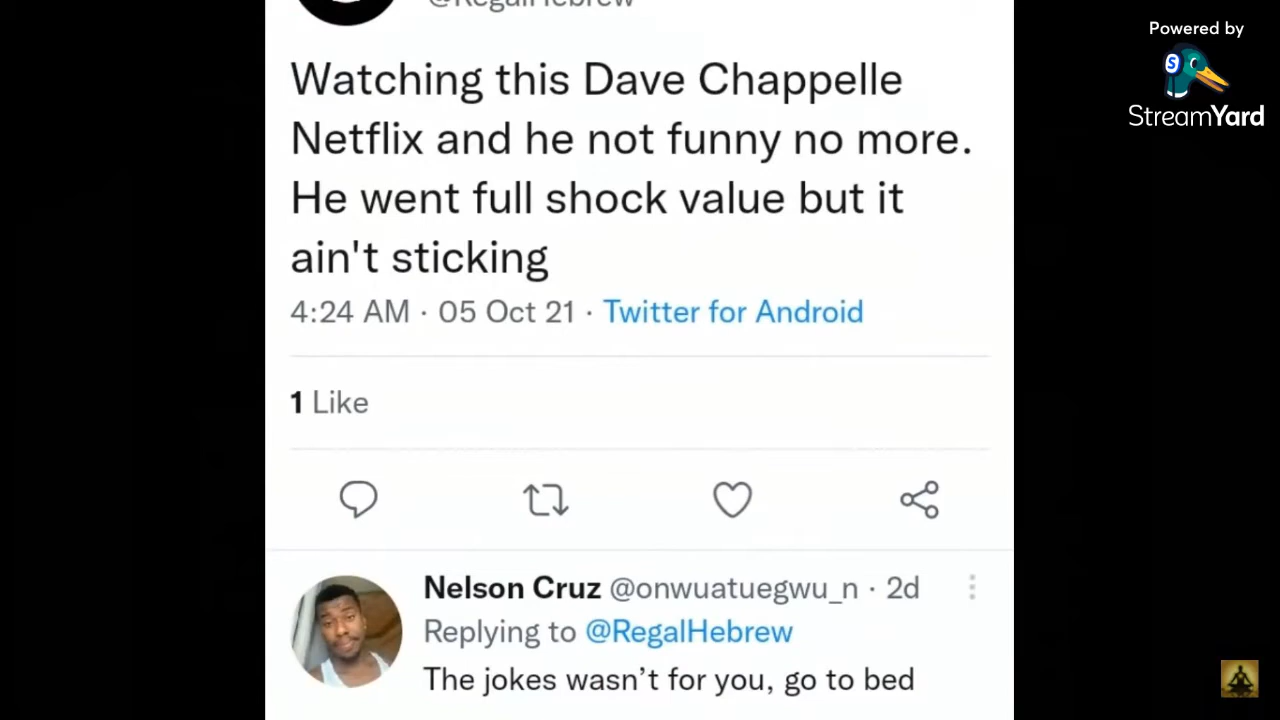 @RegalHebrew
Powered by
StreamYard
Watching this Dave Chappelle
Netflix and he not funny no more.
He went full shock value but it
ain't sticking
4:24 AM · 05 Oct 21 · Twitter for Android
1 Like
Nelson Cruz @onwuatuegwu_n · 2d
Replying to @RegalHebrew
The jokes wasn’t for you, go to bed